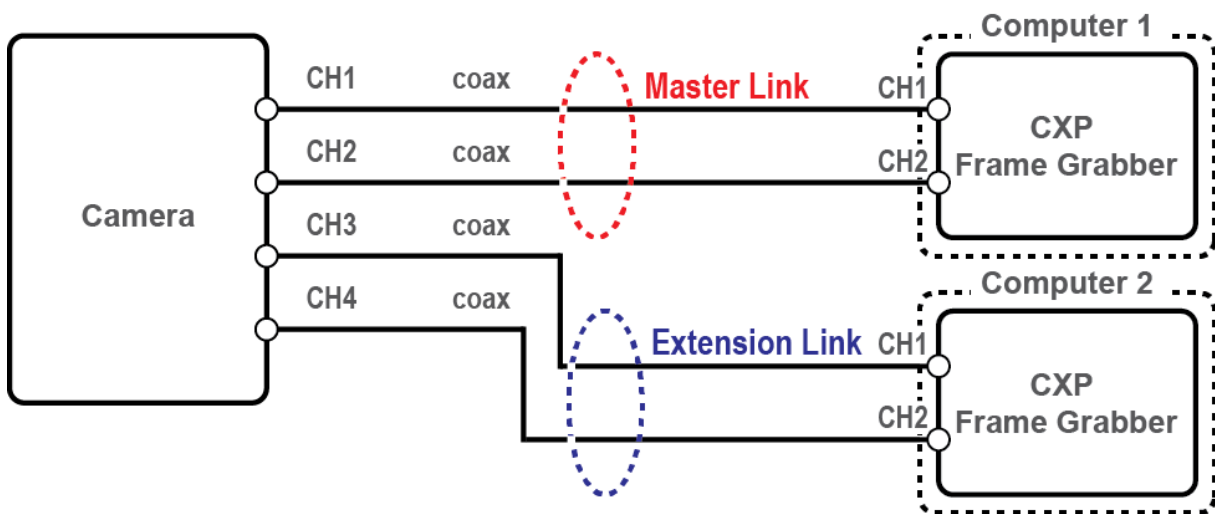 Computer 1
CH1 coax Master Link CH1
CXP
Frame Grabber
CH2 coax CH2
Camera
CH3 coax
Computer 2
CH4 coax
Extension Link CH1
CXP
Frame Grabber
CH2